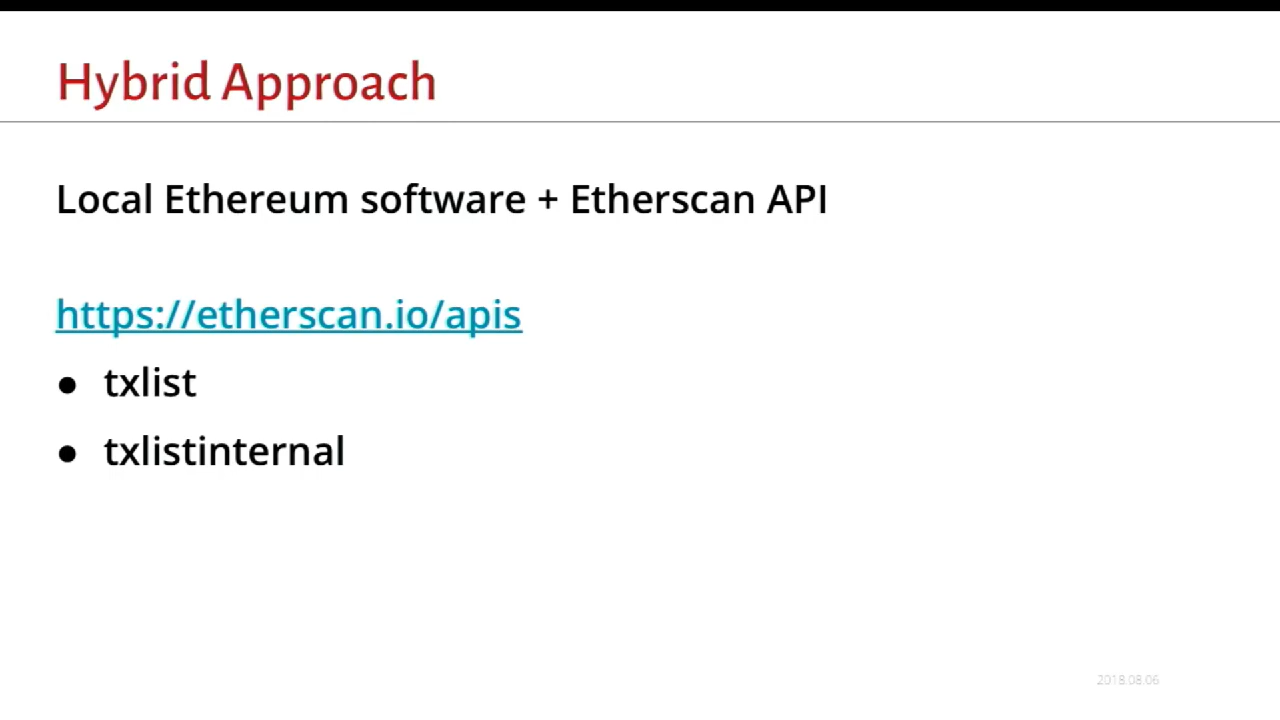 Hybrid Approach
Local Ethereum software + Etherscan API
https://etherscan.io/apis
● txlist
● txlistinternal
2018.08.06